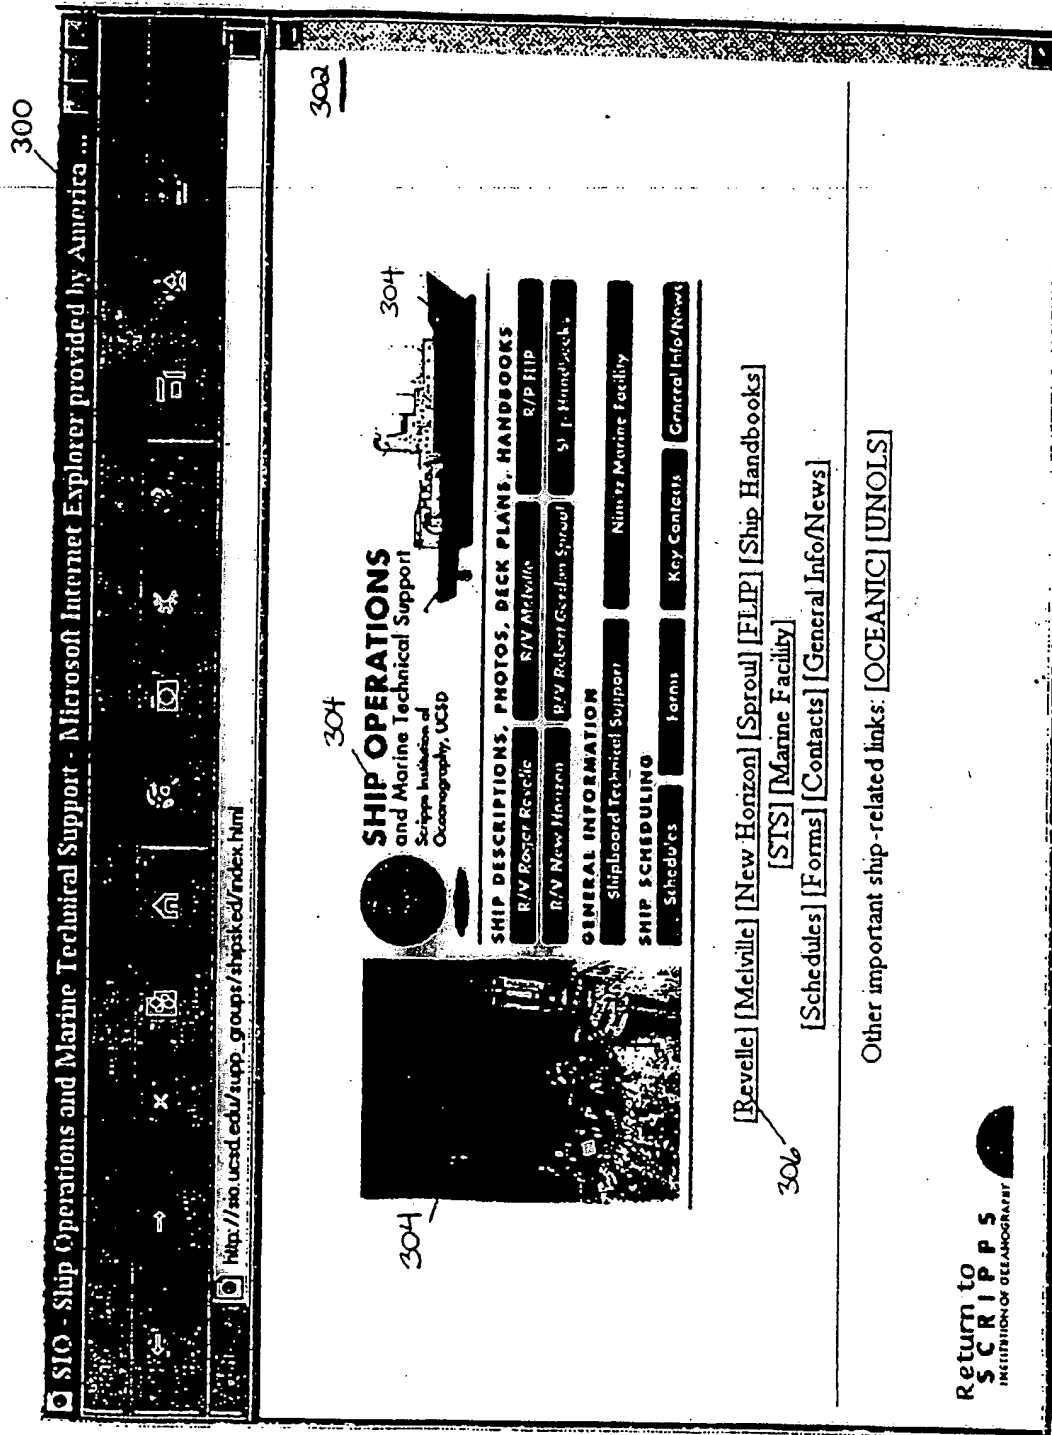 300
SIO - Ship Operations and Marine Technical Support - Microsoft Internet Explorer provided by America ...
http://sio.ucsd.edu/supp_groups/shipsked/index.html
302
304
SHIP OPERATIONS
and Marine Technical Support
Scripps Institution of
Oceanography, UCSD
304
304
SHIP DESCRIPTIONS, PHOTOS, DECK PLANS, HANDBOOKS
R/V Roger Revelle
R/V Melville
R/P FLIP
R/V New Horizon
R/V Robert Gordon Sproul
Ship Handbooks
GENERAL INFORMATION
Shipboard Technical Support
Nimitz Marine Facility
SHIP SCHEDULING
Schedules
Forms
Key Contacts
General Info/News
[Revelle] [Melville] [New Horizon] [Sproul] [FLIP] [Ship Handbooks]
[STS] [Marine Facility]
[Schedules] [Forms] [Contacts] [General Info/News]
306
Other important ship-related links: [OCEANIC] [UNOLS]
Return to
SCRIPPS
INSTITUTION OF OCEANOGRAPHY